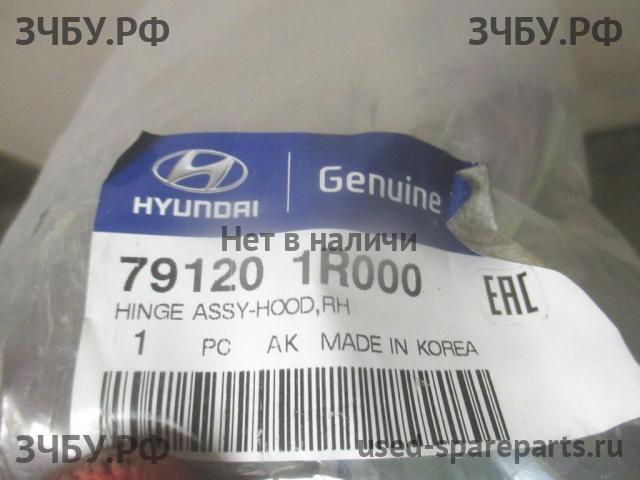 ЗЧБУ.РФ
ЗЧБУ.РФ
HYUNDAI
Genuine
Нет в наличи
79120 1R000
HINGE ASSY-HOOD,RH
EAC
1 PC AK MADE IN KOREA
ЗЧБУ.РФ
used-spareparts.ru